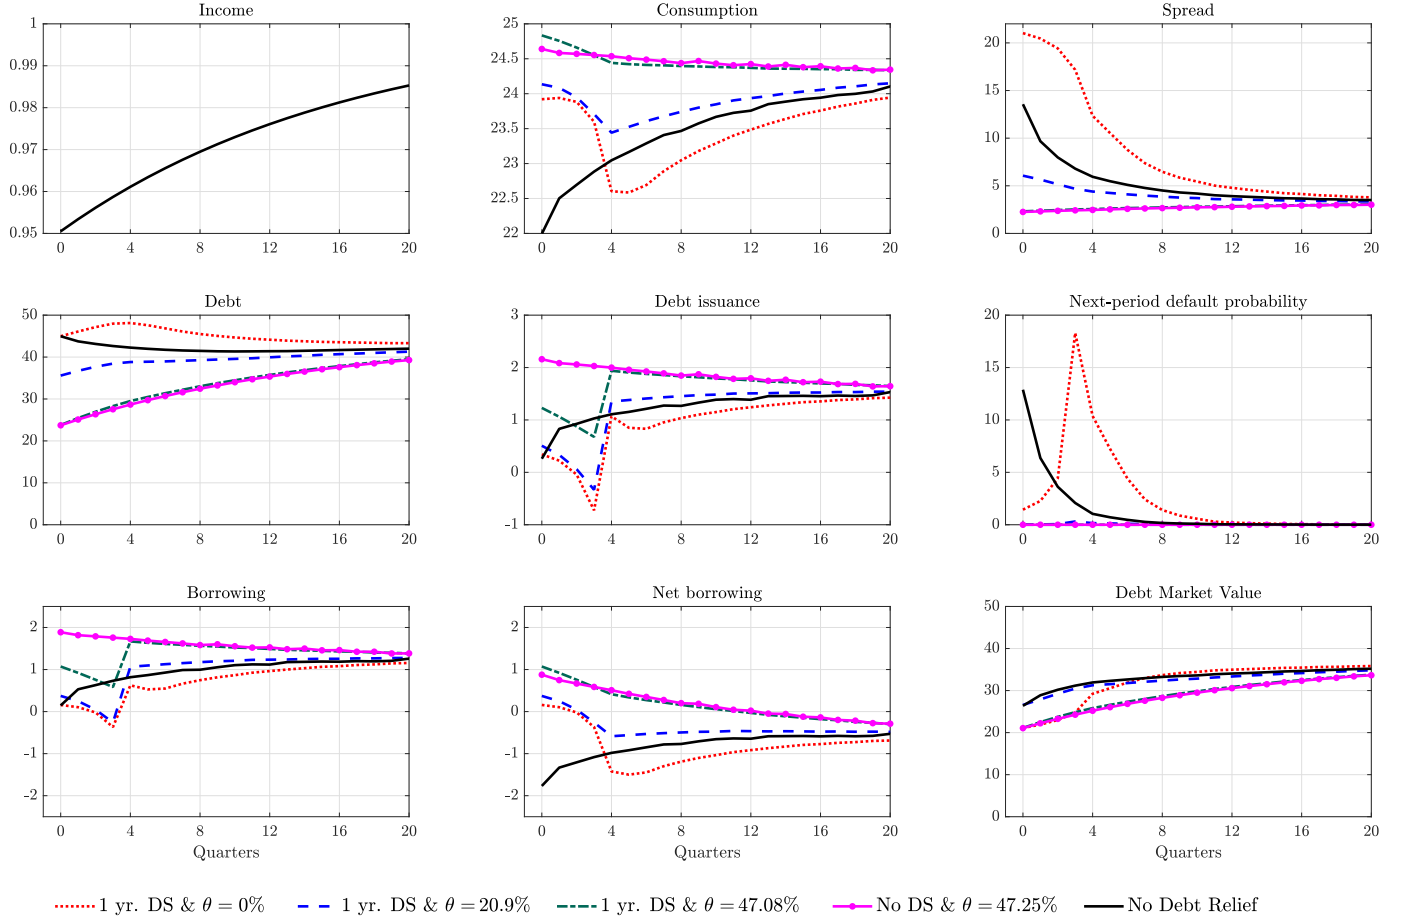 Income
1
0.99
0.98
0.97
0.96
0.95
0 4 8 12 16 20
Consumption
25
24.5
24
23.5
23
22.5
22
0 4 8 12 16 20
Spread
20
15
10
5
0
0 4 8 12 16 20
Debt
50
40
30
20
10
0
0 4 8 12 16 20
Debt issuance
3
2
1
0
-1
0 4 8 12 16 20
Next-period default probability
20
15
10
5
0
0 4 8 12 16 20
Borrowing
2
1
0
-1
-2
0 4 8 12 16 20
Quarters
Net borrowing
2
1
0
-1
-2
0 4 8 12 16 20
Quarters
Debt Market Value
50
40
30
20
10
0
0 4 8 12 16 20
Quarters
1 yr. DS & θ = 0% 1 yr. DS & θ = 20.9% 1 yr. DS & θ = 47.08% No DS & θ = 47.25% No Debt Relief